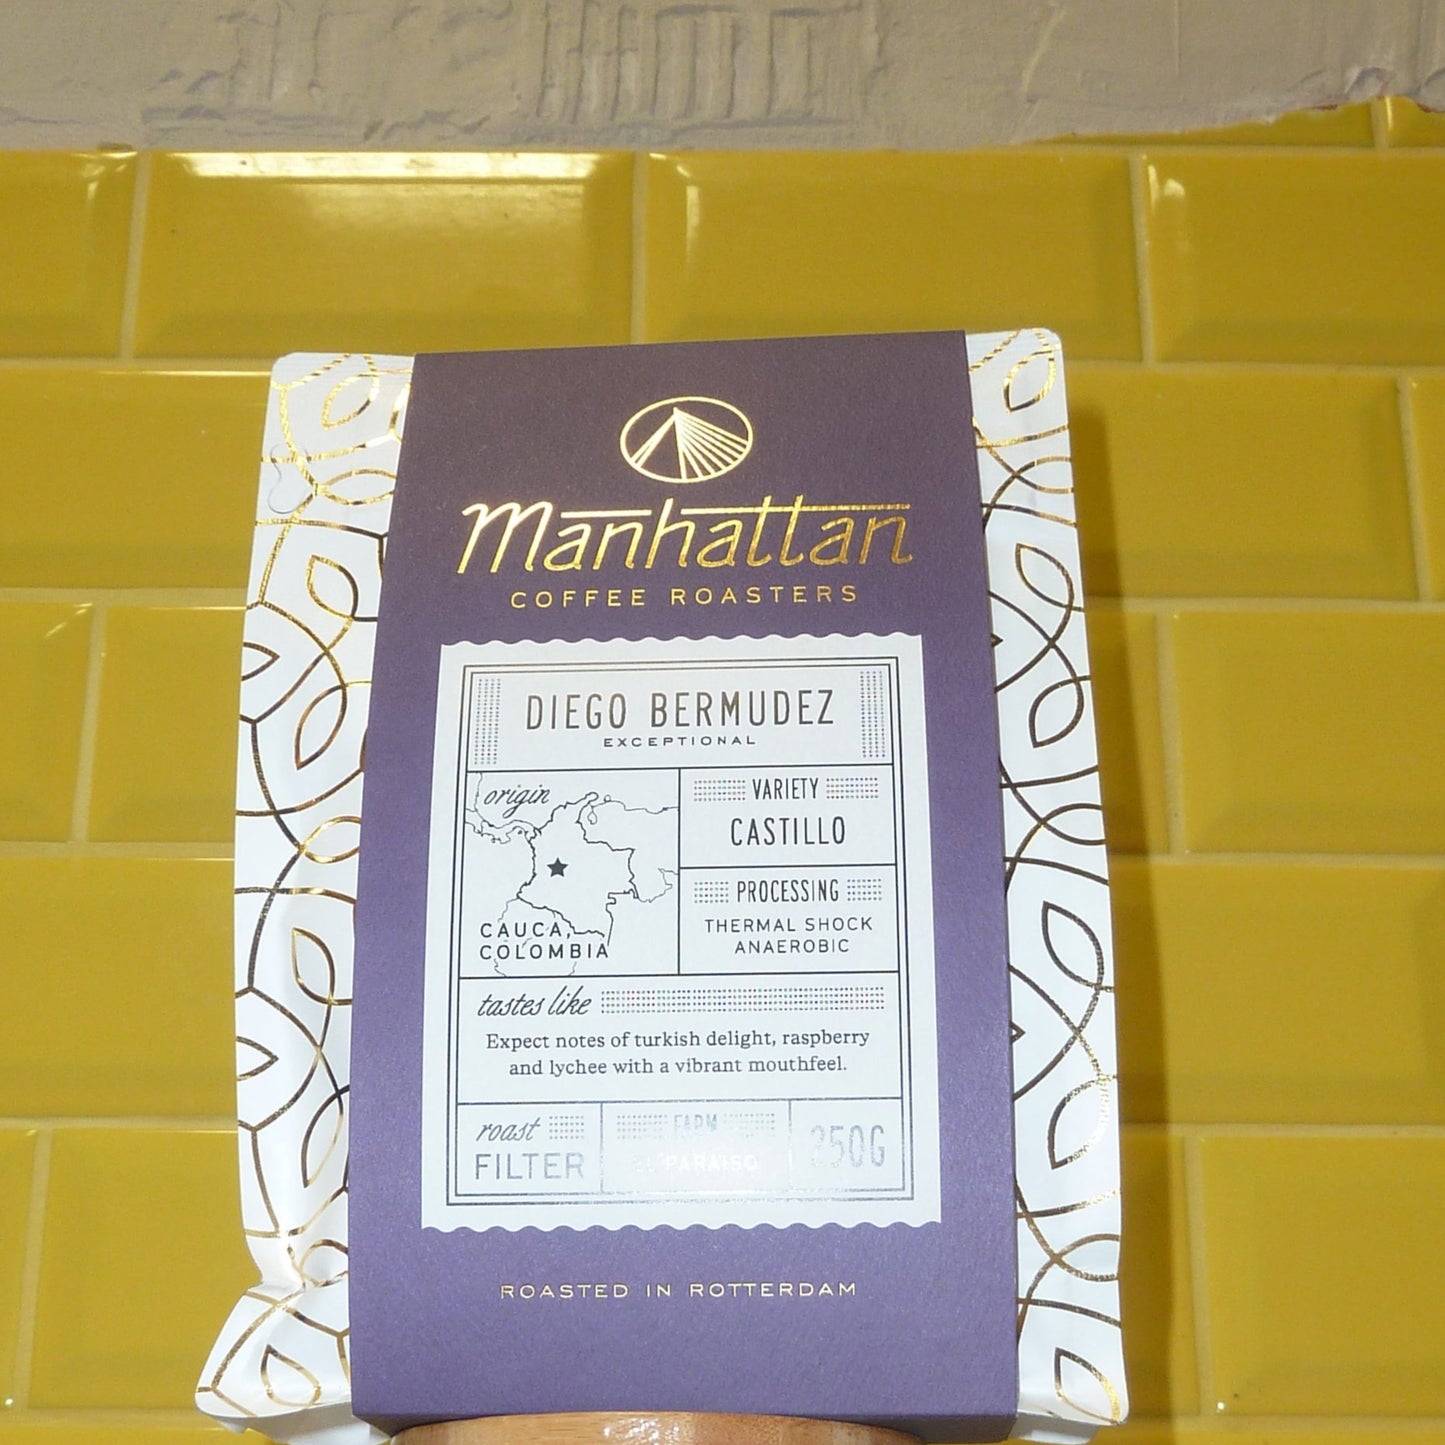 Manhattan
COFFEE ROASTERS
DIEGO BERMUDEZ
EXCEPTIONAL
origin
CAUCA,
COLOMBIA
VARIETY
CASTILLO
PROCESSING
THERMAL SHOCK
ANAEROBIC
tastes like
Expect notes of turkish delight, raspberry
and lychee with a vibrant mouthfeel.
roast
FILTER
FARM
EL PARAISO
250G
ROASTED IN ROTTERDAM